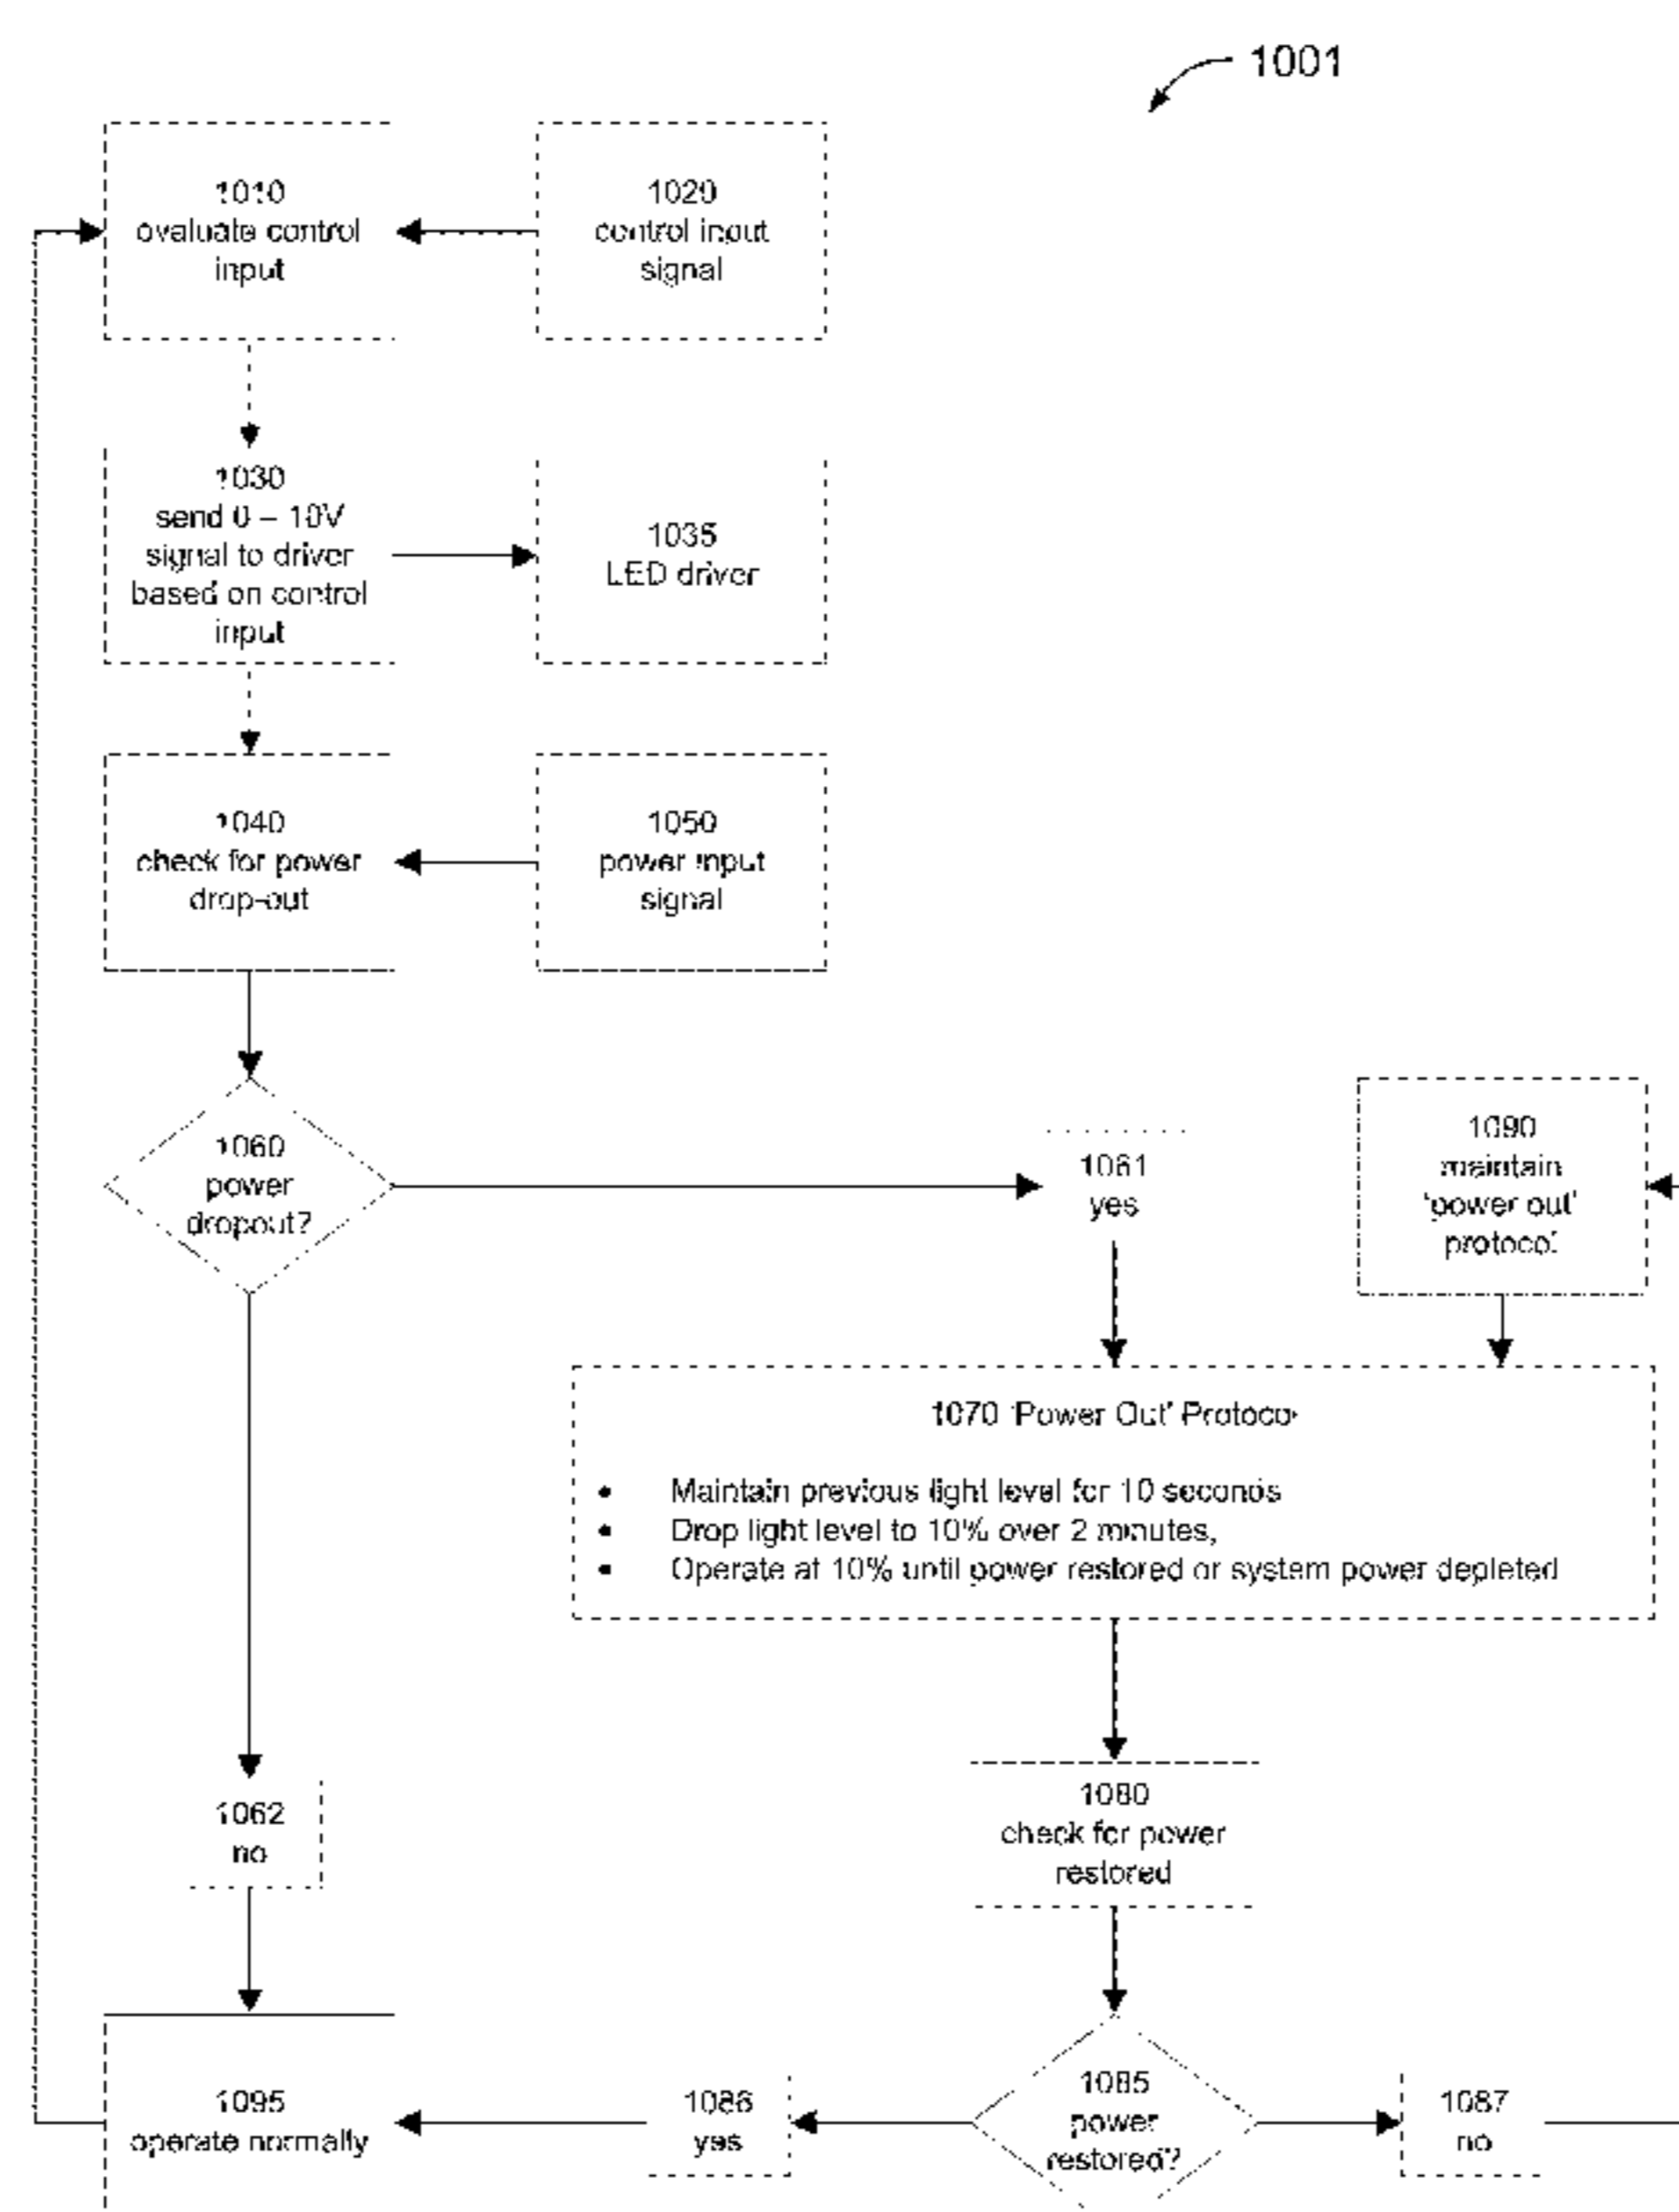 1001
1010
evaluate control
input
1020
control input
signal
1030
send 0 – 10V
signal to driver
based on control
input
1035
LED driver
1040
check for power
drop-out
1050
power input
signal
1060
power
dropout?
1061
yes
1090
maintain
'power out'
protocol
1070 'Power Out' Protocol
• Maintain previous light level for 10 seconds
• Drop light level to 10% over 2 minutes,
• Operate at 10% until power restored or system power depleted
1062
no
1080
check for power
restored
1095
operate normally
1086
yes
1085
power
restored?
1087
no